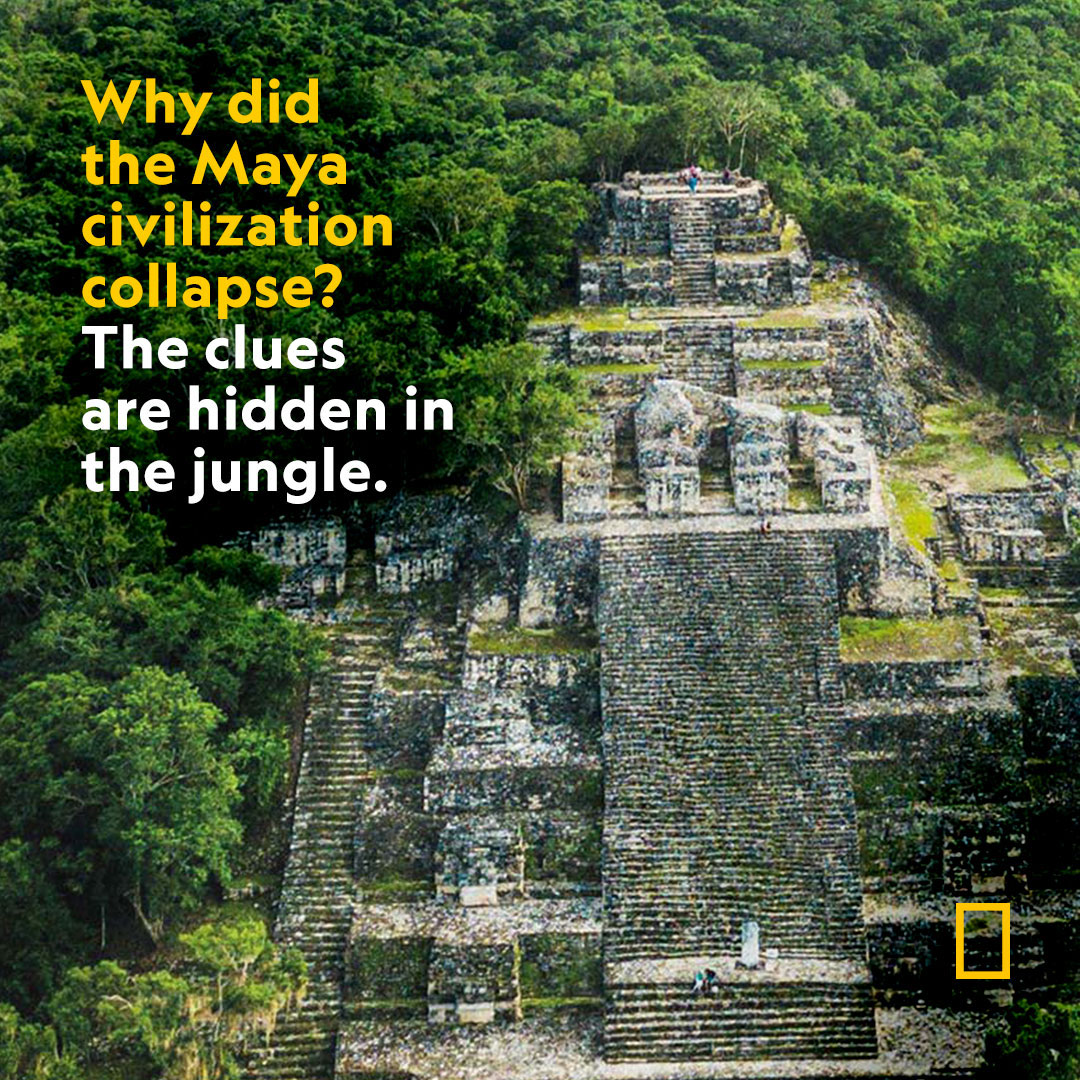 Why did
the Maya
civilization
collapse?
The clues
are hidden in
the jungle.